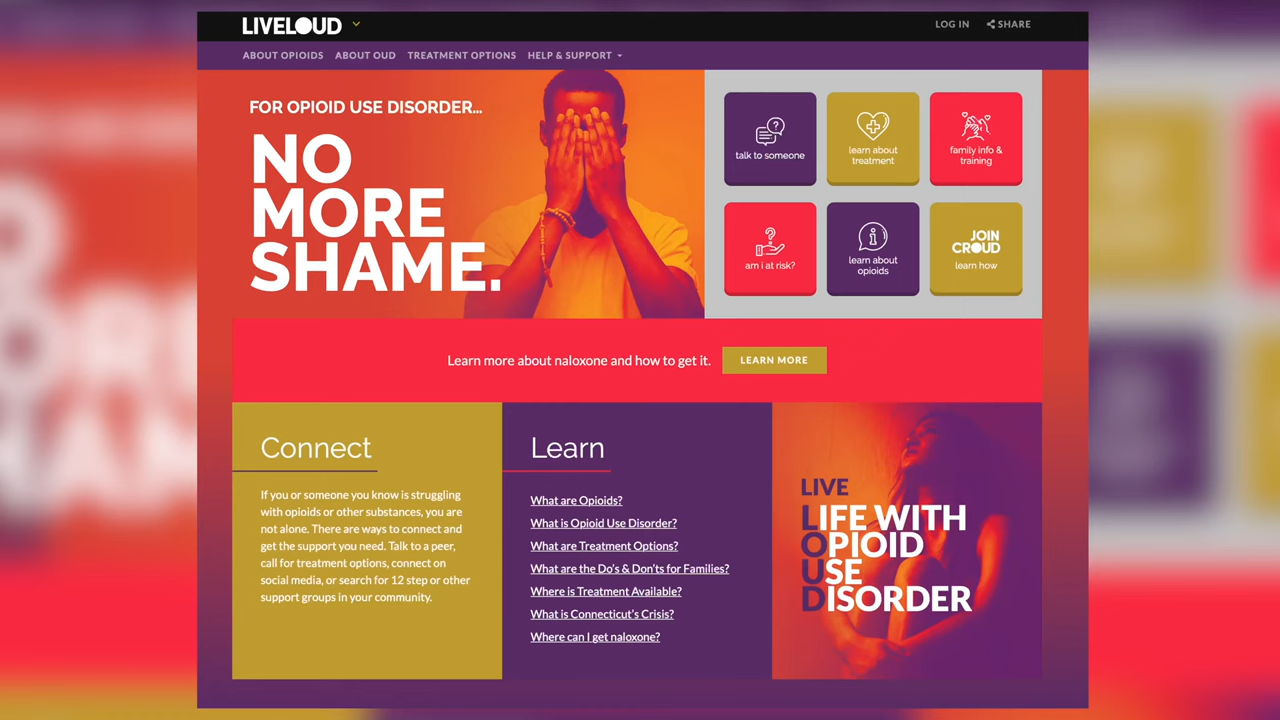 LIVELOUD
LOG IN
SHARE
ABOUT OPIOIDS
ABOUT OUD
TREATMENT OPTIONS
HELP & SUPPORT
FOR OPIOID USE DISORDER...
NO
MORE
SHAME.
talk to someone
learn about
treatment
family info &
training
am i at risk?
learn about
opioids
JOIN
CROUD
learn how
Learn more about naloxone and how to get it.
LEARN MORE
Connect
If you or someone you know is struggling
with opioids or other substances, you are
not alone. There are ways to connect and
get the support you need. Talk to a peer,
call for treatment options, connect on
social media, or search for 12 step or other
support groups in your community.
Learn
What are Opioids?
What is Opioid Use Disorder?
What are Treatment Options?
What are the Do's & Don'ts for Families?
Where is Treatment Available?
What is Connecticut's Crisis?
Where can I get naloxone?
LIVE
LIFE WITH
OPIOID
USE
DISORDER